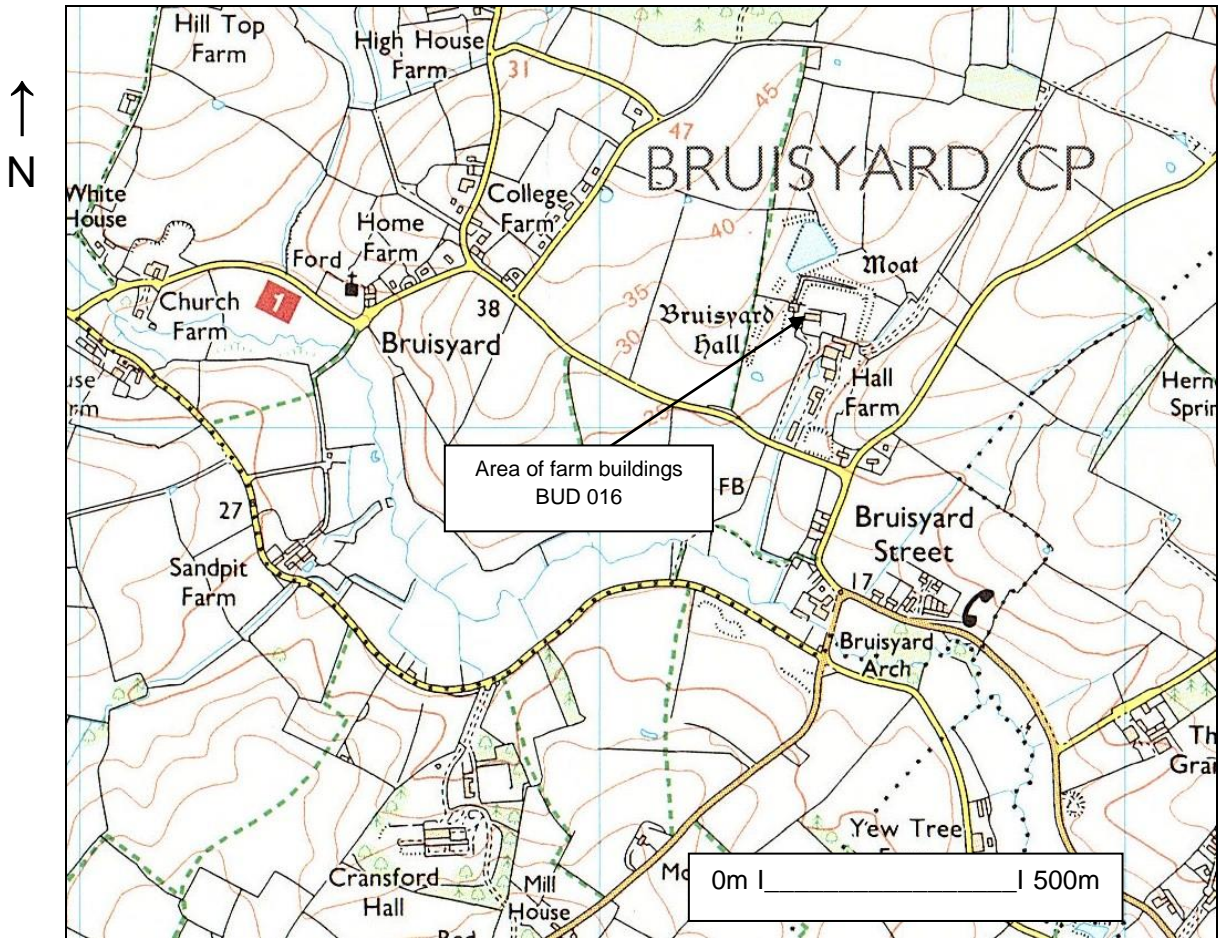 Hill Top
Farm
High House
Farm
31
45
47
BRUISYARD CP
↑
N
White
House
College
Farm
Home
Farm
Ford
40
Moat
Church
Farm
1
38
35
Bruisyard
Hall
30
Bruisyard
Hall
Farm
Area of farm buildings
BUD 016
FB
27
Bruisyard
Street
Sandpit
Farm
17
Bruisyard
Arch
Yew Tree
Cransford
Hall
Mill
House
0m I____________________I 500m